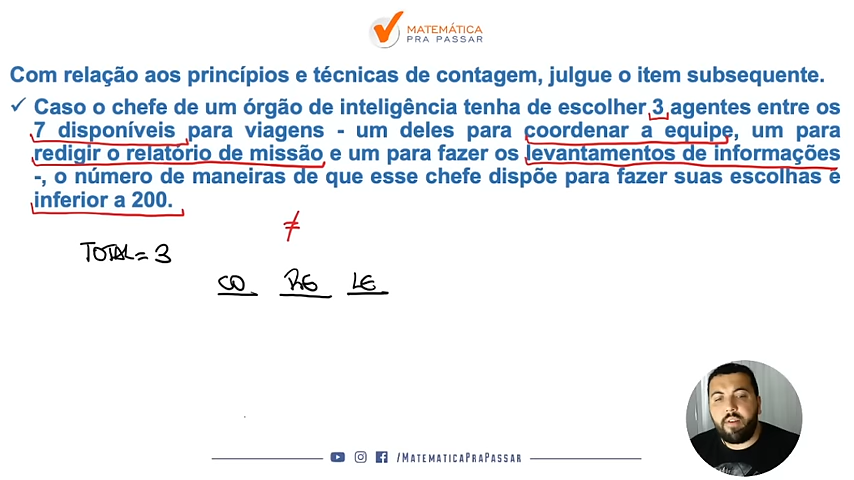 MATEMÁTICA
PRA PASSAR
Com relação aos princípios e técnicas de contagem, julgue o item subsequente.
✓ Caso o chefe de um órgão de inteligência tenha de escolher 3 agentes entre os
7 disponíveis para viagens - um deles para coordenar a equipe, um para
redigir o relatório de missão e um para fazer os levantamentos de informações
-, o número de maneiras de que esse chefe dispõe para fazer suas escolhas é
inferior a 200.
≠
TOTAL = 3
CO RE LE
/MATEMATICAPRAPASSAR